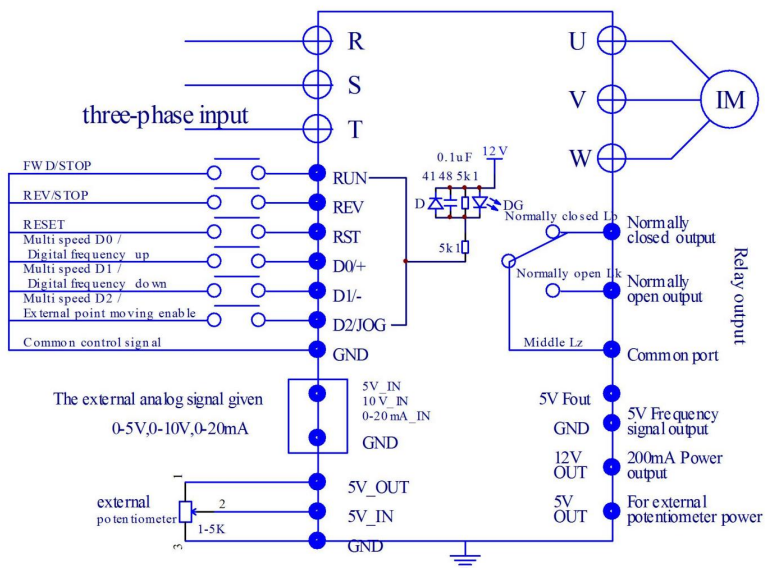 R
S
three-phase input
T
FWD/STOP
RUN
REV/STOP
REV
RESET
RST
Multi speed D0 /
Digital frequency up
D0/+
Multi speed D1 /
Digital frequency down
D1/-
Multi speed D2 /
External point moving enable
D2/JOG
Common control signal
GND
The external analog signal given
0-5V,0-10V,0-20mA
5V_IN
10V_IN
0-20mA_IN
GND
1
5V_OUT
external
potentiometer
2
5V_IN
1-5K
3
GND
12V
0.1uF
4148 5k1
D
DG
5k1
U
V
IM
W
Normally closed Lb
Normally
closed output
Normally open Lk
Normally
open output
Middle Lz
Common port
Relay output
5V Fout
GND
5V Frequency
signal output
12V
OUT
200mA Power
output
5V
OUT
For external
potentiometer power